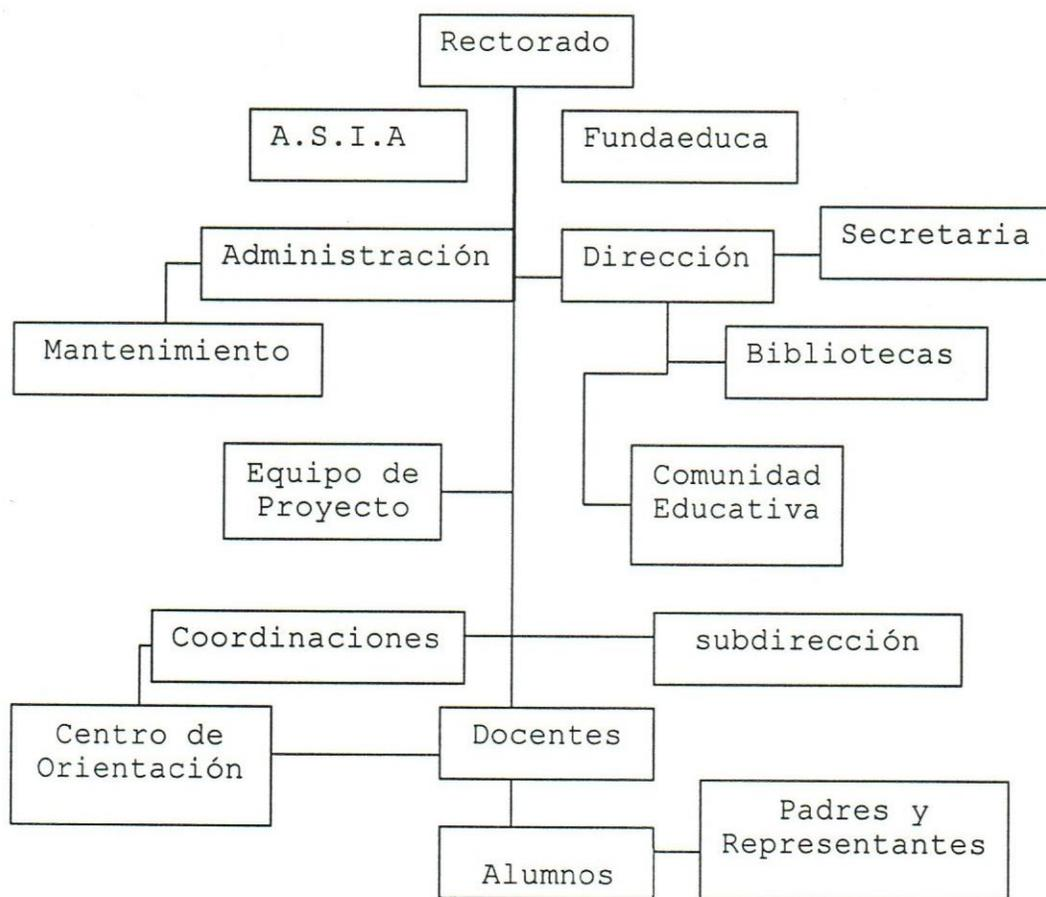 Rectorado
A.S.I.A
Fundaeduca
Administración
Dirección
Secretaria
Mantenimiento
Bibliotecas
Equipo de
Proyecto
Comunidad
Educativa
Coordinaciones
subdirección
Centro de
Orientación
Docentes
Padres y
Representantes
Alumnos